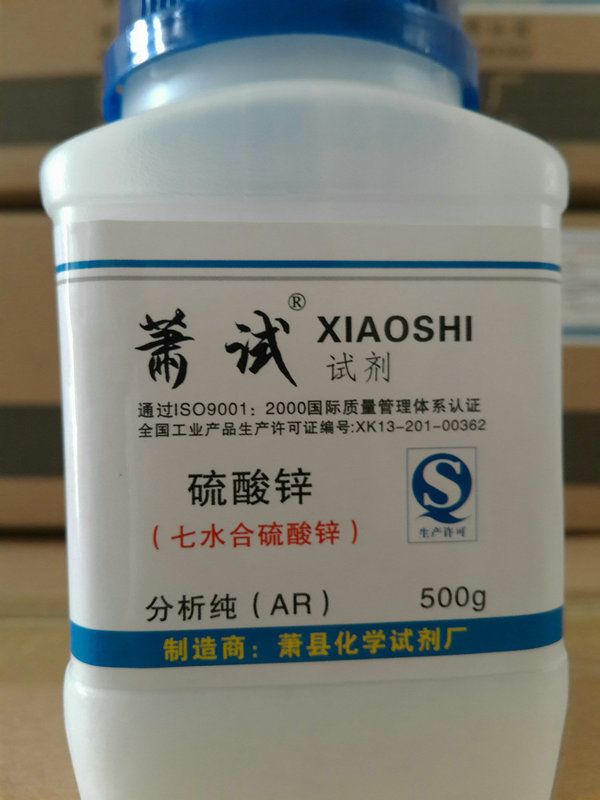 萧试® XIAOSHI
试剂
通过ISO9001：2000国际质量管理体系认证
全国工业产品生产许可证编号:XK13-201-00362
硫酸锌
（七水合硫酸锌）
生产许可
分析纯（AR） 500g
制造商：萧县化学试剂厂